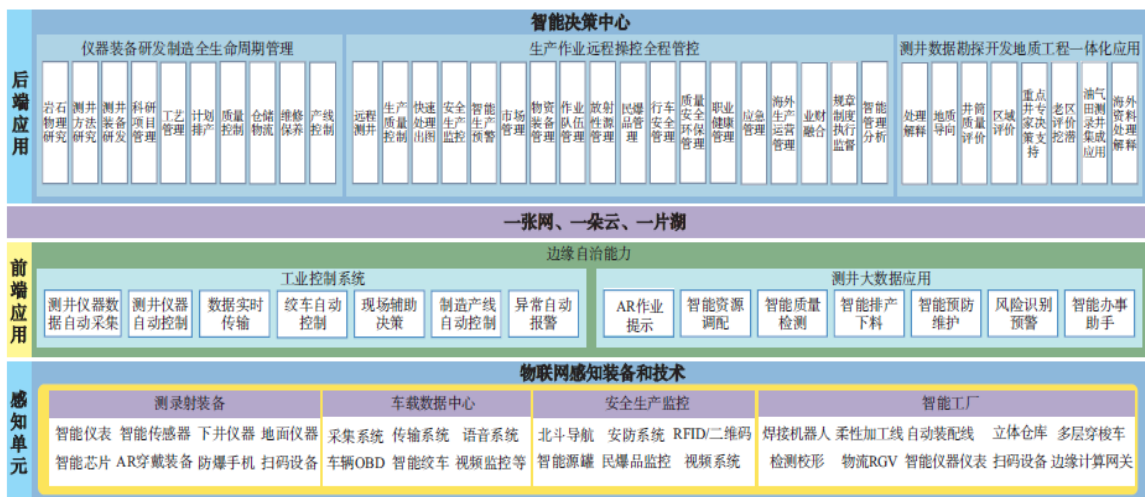 智能决策中心
后端应用
仪器装备研发制造全生命周期管理
岩石物理研究
测井方法研究
测井装备研发
科研项目管理
工艺管理
计划排产
质量控制
仓储物流
维修保养
产线控制
生产作业远程操控全程管控
远程测井
生产质量控制
快速处理出图
安全生产监控
智能生产预警
市场管理
物资装备管理
作业队伍管理
放射性源管理
民爆品管理
行车安全管理
质量安全环保管理
职业健康管理
应急管理
海外生产运营管理
业财融合
规章制度执行监督
智能管理分析
测井数据勘探开发地质工程一体化应用
处理解释
地质导向
井筒质量评价
区域评价
重点井专家决策支持
老区评价挖潜
油气田测录井集成应用
海外资料处理解释
一张网、一朵云、一片湖
前端应用
边缘自治能力
工业控制系统
测井仪器数据自动采集
测井仪器自动控制
数据实时传输
绞车自动控制
现场辅助决策
制造产线自动控制
异常自动报警
测井大数据应用
AR作业提示
智能资源调配
智能质量检测
智能排产下料
智能预防维护
风险识别预警
智能办事助手
感知单元
物联网感知装备和技术
测录射装备
智能仪表 智能传感器 下井仪器 地面仪器
智能芯片 AR穿戴装备 防爆手机 扫码设备
车载数据中心
采集系统 传输系统 语音系统
车辆OBD 智能绞车 视频监控等
安全生产监控
北斗导航 安防系统 RFID/二维码
智能源罐 民爆品监控 视频系统
智能工厂
焊接机器人 柔性加工线 自动装配线 立体仓库 多层穿梭车
检测校形 物流RGV 智能仪器仪表 扫码设备 边缘计算网关